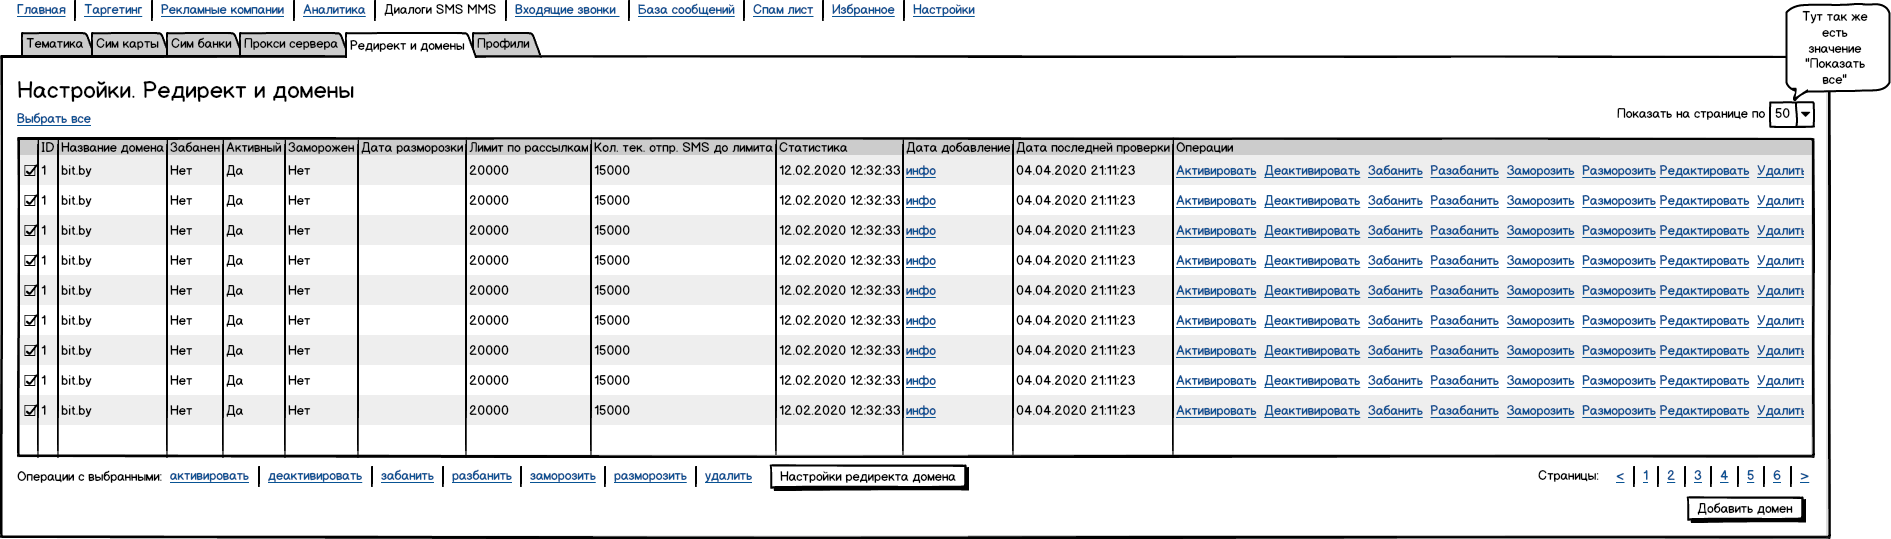 Главная Таргетинг Рекламные компании Аналитика Диалоги SMS MMS Входящие звонки База сообщений Спам лист Избранное Настройки
Тут так же
есть
значение
"Показать
все"
Тематика Сим карты Сим банки Прокси сервера Редирект и домены Профили
Настройки. Редирект и домены
Выбрать все
Показать на странице по 50
ID Название домена Забанен Активный Заморожен Дата разморозки Лимит по рассылкам Кол. тек. отпр. SMS до лимита Статистика Дата добавление Дата последней проверки Операции
1 bit.by Нет Да Нет 20000 15000 12.02.2020 12:32:33 инфо 04.04.2020 21:11:23 Активировать Деактивировать Забанить Разабанить Заморозить Разморозить Редактировать Удалить
1 bit.by Нет Да Нет 20000 15000 12.02.2020 12:32:33 инфо 04.04.2020 21:11:23 Активировать Деактивировать Забанить Разабанить Заморозить Разморозить Редактировать Удалить
1 bit.by Нет Да Нет 20000 15000 12.02.2020 12:32:33 инфо 04.04.2020 21:11:23 Активировать Деактивировать Забанить Разабанить Заморозить Разморозить Редактировать Удалить
1 bit.by Нет Да Нет 20000 15000 12.02.2020 12:32:33 инфо 04.04.2020 21:11:23 Активировать Деактивировать Забанить Разабанить Заморозить Разморозить Редактировать Удалить
1 bit.by Нет Да Нет 20000 15000 12.02.2020 12:32:33 инфо 04.04.2020 21:11:23 Активировать Деактивировать Забанить Разабанить Заморозить Разморозить Редактировать Удалить
1 bit.by Нет Да Нет 20000 15000 12.02.2020 12:32:33 инфо 04.04.2020 21:11:23 Активировать Деактивировать Забанить Разабанить Заморозить Разморозить Редактировать Удалить
1 bit.by Нет Да Нет 20000 15000 12.02.2020 12:32:33 инфо 04.04.2020 21:11:23 Активировать Деактивировать Забанить Разабанить Заморозить Разморозить Редактировать Удалить
1 bit.by Нет Да Нет 20000 15000 12.02.2020 12:32:33 инфо 04.04.2020 21:11:23 Активировать Деактивировать Забанить Разабанить Заморозить Разморозить Редактировать Удалить
1 bit.by Нет Да Нет 20000 15000 12.02.2020 12:32:33 инфо 04.04.2020 21:11:23 Активировать Деактивировать Забанить Разабанить Заморозить Разморозить Редактировать Удалить
Операции с выбранными: активировать деактивировать забанить разбанить заморозить разморозить удалить Настройки редиректа домена Страницы: < 1 2 3 4 5 6 >
Добавить домен